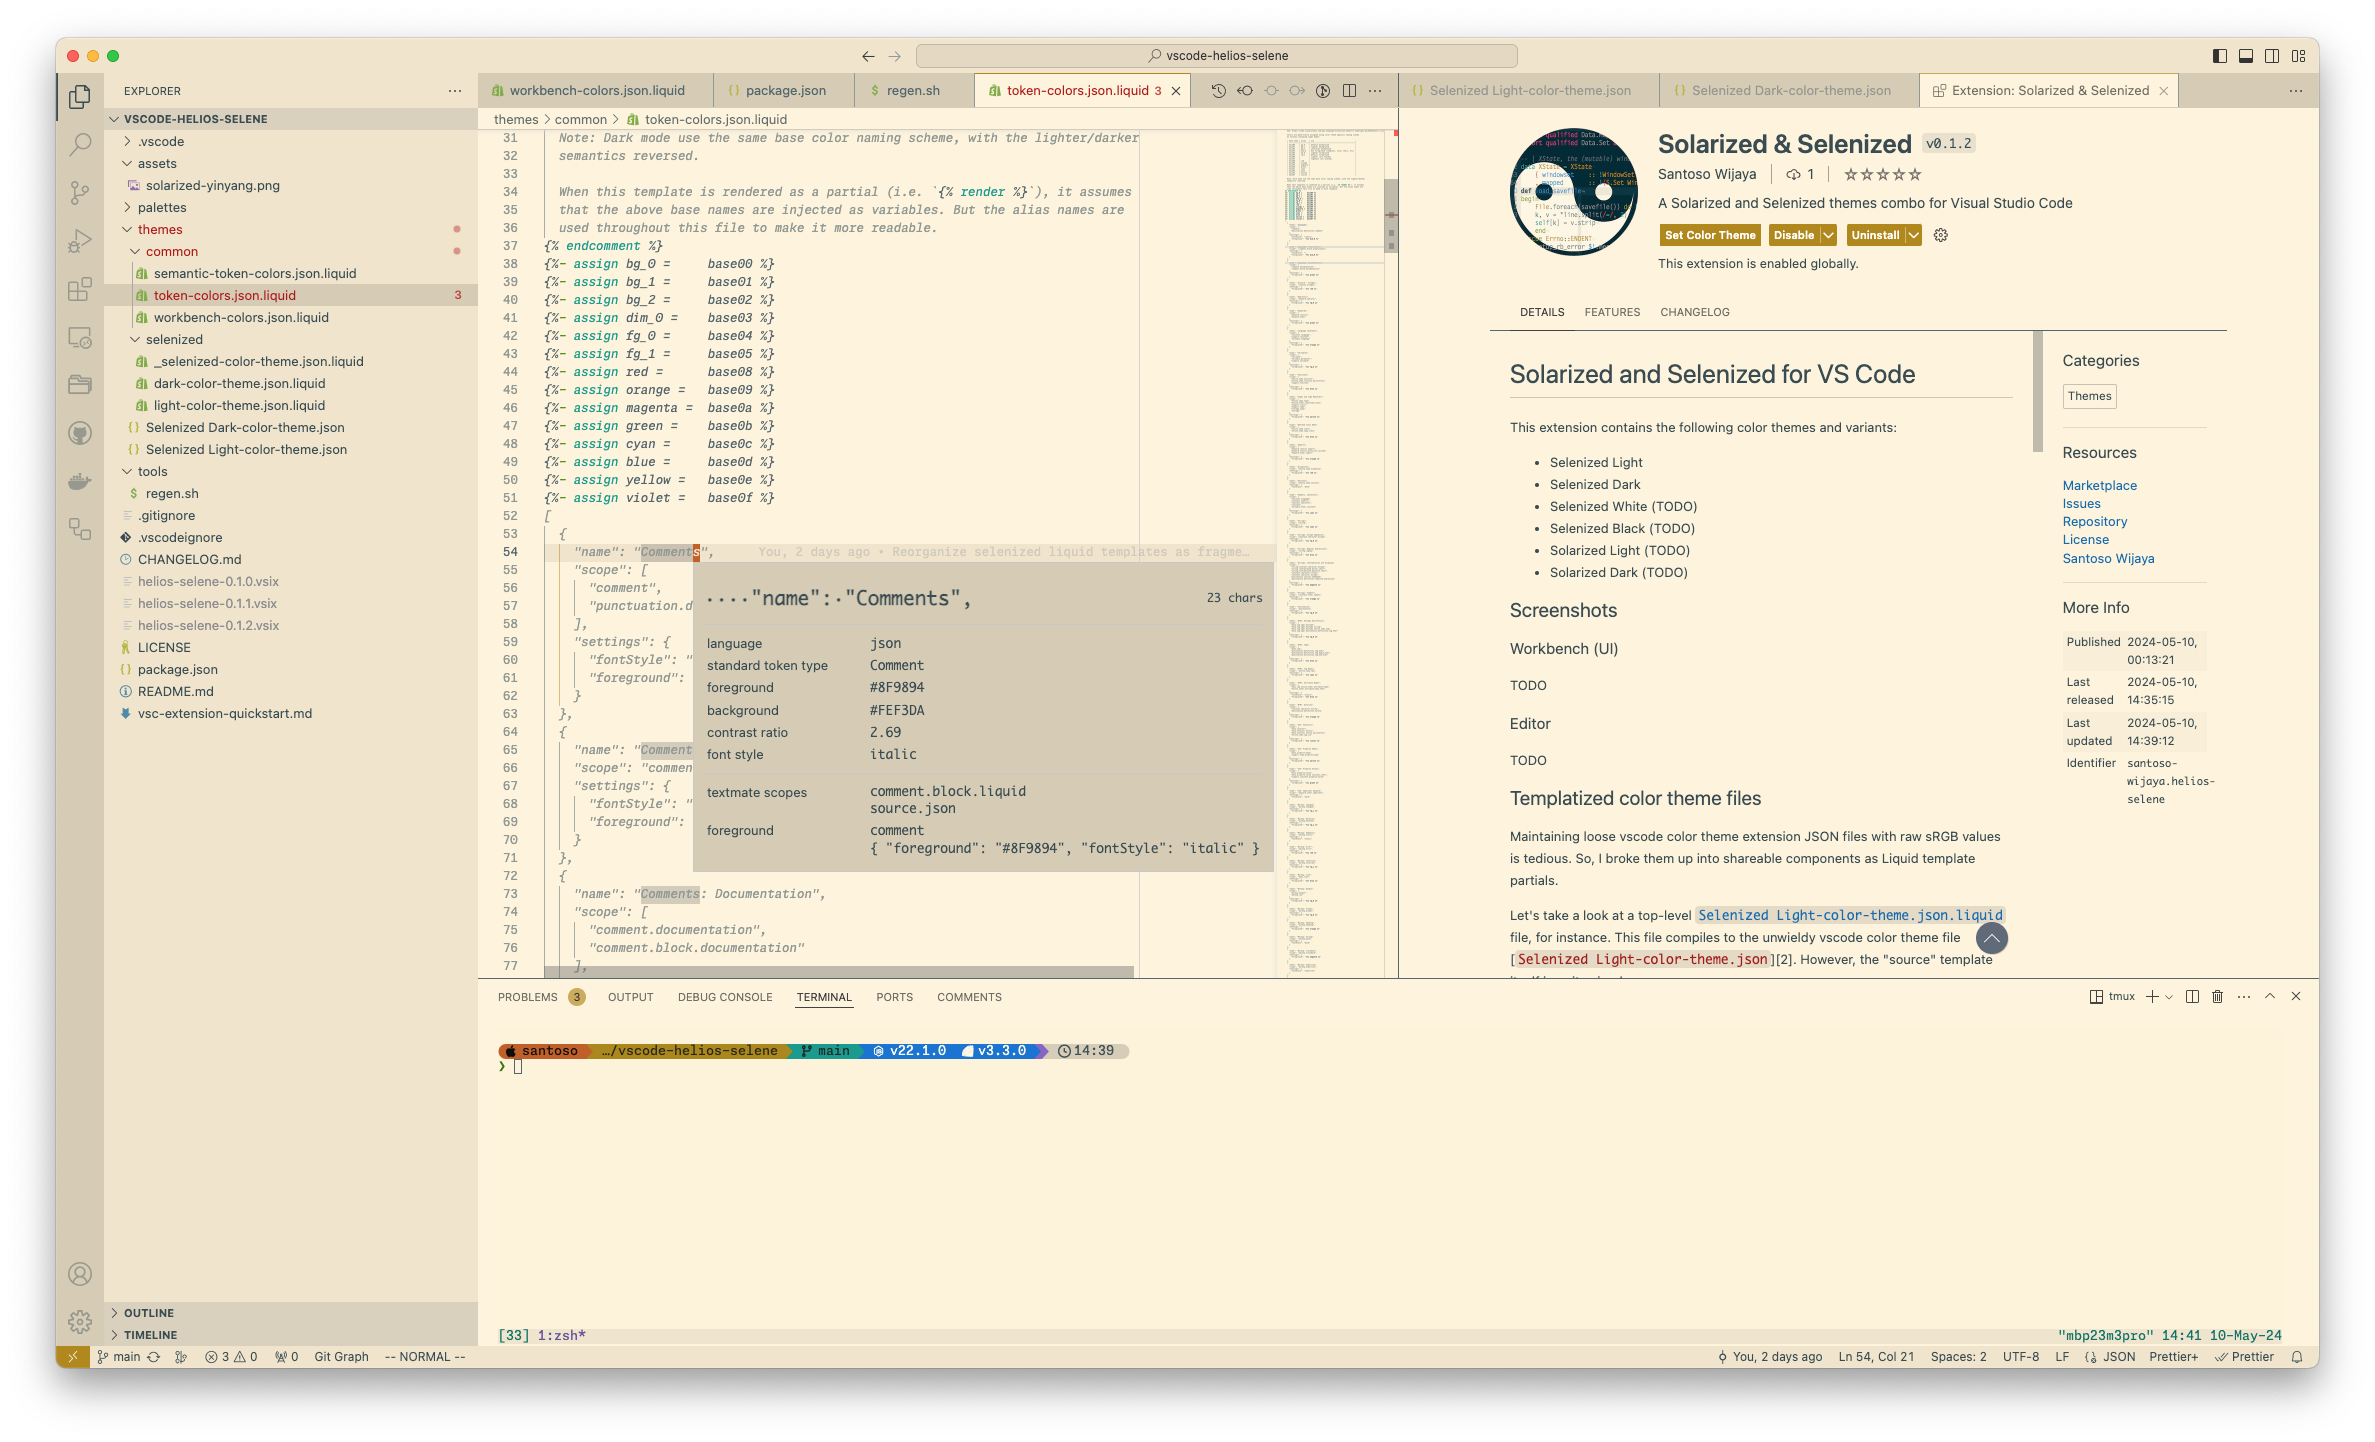 vscode-helios-selene
EXPLORER
VSCODE-HELIOS-SELENE
.vscode
assets
solarized-yinyang.png
palettes
themes
common
semantic-token-colors.json.liquid
token-colors.json.liquid 3
workbench-colors.json.liquid
selenized
_selenized-color-theme.json.liquid
dark-color-theme.json.liquid
light-color-theme.json.liquid
Selenized Dark-color-theme.json
Selenized Light-color-theme.json
tools
regen.sh
.gitignore
.vscodeignore
CHANGELOG.md
helios-selene-0.1.0.vsix
helios-selene-0.1.1.vsix
helios-selene-0.1.2.vsix
LICENSE
package.json
README.md
vsc-extension-quickstart.md
OUTLINE
TIMELINE
workbench-colors.json.liquid
package.json
regen.sh
token-colors.json.liquid 3
themes > common > token-colors.json.liquid
31 Note: Dark mode use the same base color naming scheme, with the lighter/darker
32 semantics reversed.
33
34 When this template is rendered as a partial (i.e. `{% render %}`), it assumes
35 that the above base names are injected as variables. But the alias names are
36 used throughout this file to make it more readable.
37 {% endcomment %}
38 {%- assign bg_0 = base00 %}
39 {%- assign bg_1 = base01 %}
40 {%- assign bg_2 = base02 %}
41 {%- assign dim_0 = base03 %}
42 {%- assign fg_0 = base04 %}
43 {%- assign fg_1 = base05 %}
44 {%- assign red = base08 %}
45 {%- assign orange = base09 %}
46 {%- assign magenta = base0a %}
47 {%- assign green = base0b %}
48 {%- assign cyan = base0c %}
49 {%- assign blue = base0d %}
50 {%- assign yellow = base0e %}
51 {%- assign violet = base0f %}
52 [
53 {
54 "name": "Comments", You, 2 days ago • Reorganize selenized liquid templates as fragme…
55 "scope": [
56 "comment",
57 "punctuation.d
58 ],
59 "settings": {
60 "fontStyle": "
61 "foreground":
62 }
63 },
64 {
65 "name": "Comment
66 "scope": "commen
67 "settings": {
68 "fontStyle": "
69 "foreground":
70 }
71 },
72 {
73 "name": "Comments: Documentation",
74 "scope": [
75 "comment.documentation",
76 "comment.block.documentation"
77 ],
····"name":·"Comments", 23 chars
language json
standard token type Comment
foreground #8F9894
background #FEF3DA
contrast ratio 2.69
font style italic
textmate scopes comment.block.liquid
source.json
foreground comment
{ "foreground": "#8F9894", "fontStyle": "italic" }
Selenized Light-color-theme.json
Selenized Dark-color-theme.json
Extension: Solarized & Selenized
Solarized & Selenized v0.1.2
Santoso Wijaya 1
A Solarized and Selenized themes combo for Visual Studio Code
Set Color Theme Disable Uninstall
This extension is enabled globally.
DETAILS FEATURES CHANGELOG
Solarized and Selenized for VS Code
This extension contains the following color themes and variants:
• Selenized Light
• Selenized Dark
• Selenized White (TODO)
• Selenized Black (TODO)
• Solarized Light (TODO)
• Solarized Dark (TODO)
Screenshots
Workbench (UI)
TODO
Editor
TODO
Templatized color theme files
Maintaining loose vscode color theme extension JSON files with raw sRGB values
is tedious. So, I broke them up into shareable components as Liquid template
partials.
Let's take a look at a top-level Selenized Light-color-theme.json.liquid
file, for instance. This file compiles to the unwieldy vscode color theme file
[Selenized Light-color-theme.json][2]. However, the "source" template
Categories
Themes
Resources
Marketplace
Issues
Repository
License
Santoso Wijaya
More Info
Published 2024-05-10,
00:13:21
Last 2024-05-10,
released 14:35:15
Last 2024-05-10,
updated 14:39:12
Identifier santoso-
wijaya.helios-
selene
PROBLEMS 3 OUTPUT DEBUG CONSOLE TERMINAL PORTS COMMENTS
tmux
santoso …/vscode-helios-selene main v22.1.0 v3.3.0 14:39
❯
[33] 1:zsh* "mbp23m3pro" 14:41 10-May-24
main 3 0 0 Git Graph -- NORMAL -- You, 2 days ago Ln 54, Col 21 Spaces: 2 UTF-8 LF JSON Prettier+ Prettier